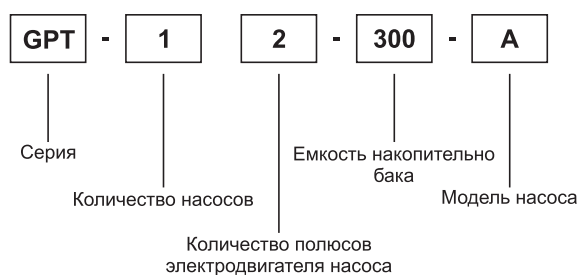 GPT - 1 2 - 300 - A
Серия
Емкость накопительно
бака
Количество насосов
Модель насоса
Количество полюсов
электродвигателя насоса